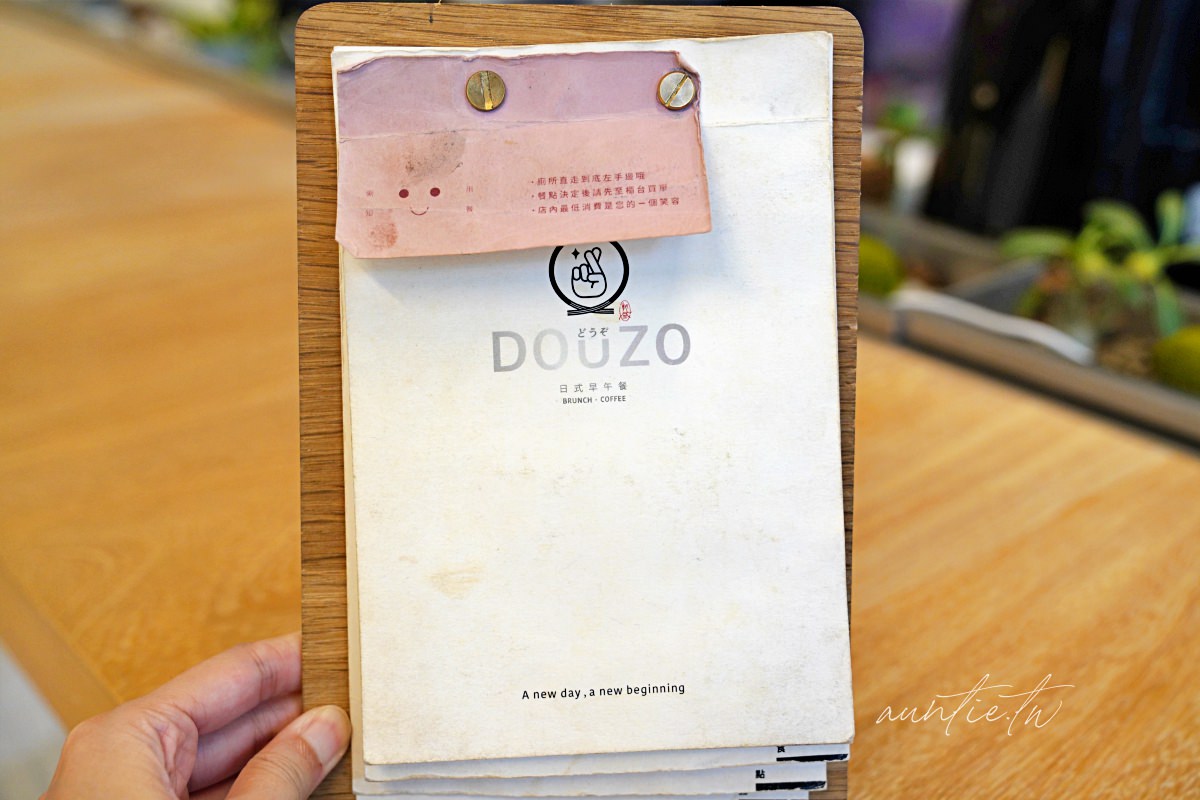 ・廁所直走到底左手邊喔
・餐點決定後請先至櫃台買單
・店內最低消費是您的一個笑容
どうぞ
DOUZO
日式早午餐
BRUNCH・COFFEE
A new day, a new beginning
點
auntie.tw